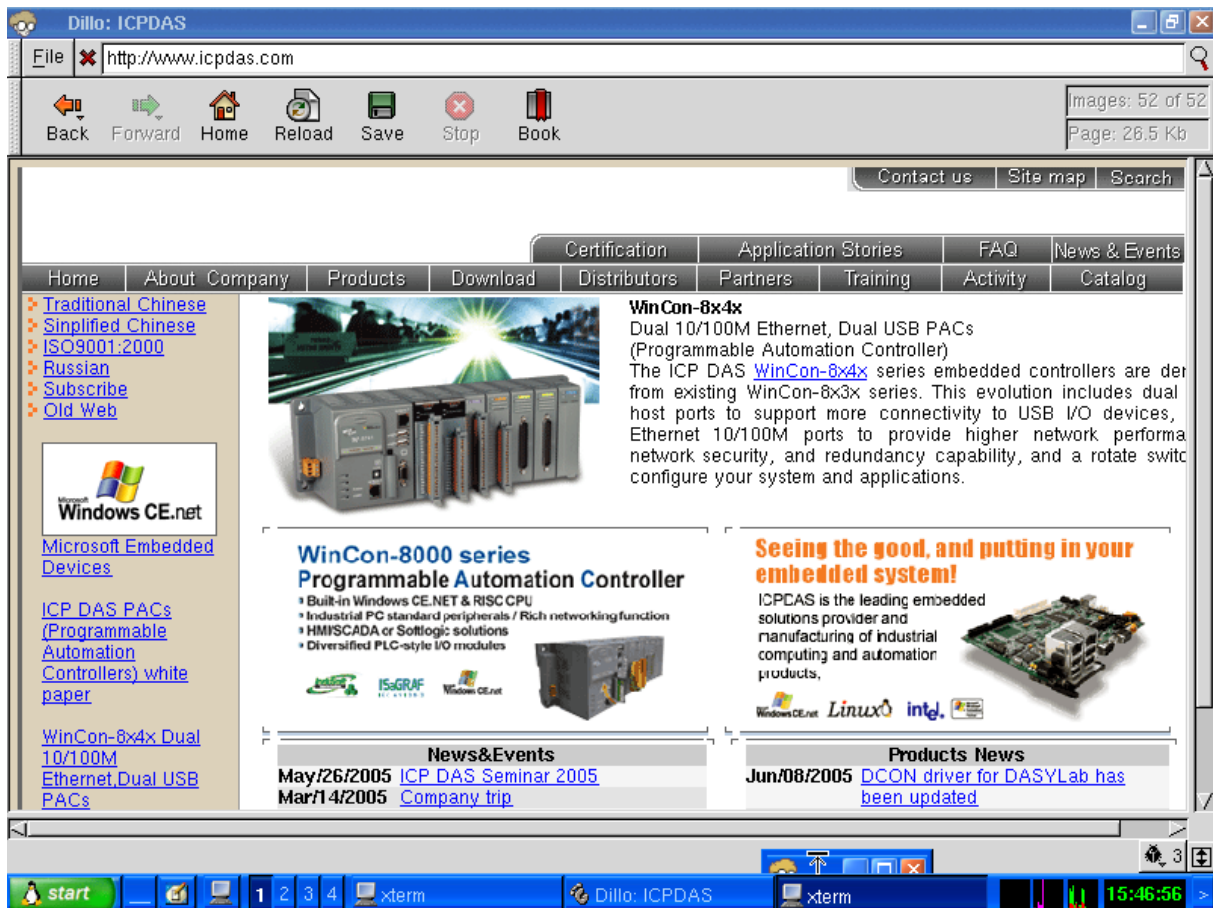 Dillo: ICPDAS
File http://www.icpdas.com
Back Forward Home Reload Save Stop Book
Images: 52 of 52
Page: 26.5 Kb
Contact us Site map Search
Certification Application Stories FAQ News & Events
Home About Company Products Download Distributors Partners Training Activity Catalog
Traditional Chinese
Sinplified Chinese
ISO9001:2000
Russian
Subscribe
Old Web
Microsoft
Windows CE.net
Microsoft Embedded
Devices
ICP DAS PACs
(Programmable
Automation
Controllers) white
paper
WinCon-8x4x Dual
10/100M
Ethernet,Dual USB
PACs
WinCon-8x4x
Dual 10/100M Ethernet, Dual USB PACs
(Programmable Automation Controller)
The ICP DAS WinCon-8x4x series embedded controllers are der
from existing WinCon-8x3x series. This evolution includes dual
host ports to support more connectivity to USB I/O devices,
Ethernet 10/100M ports to provide higher network performa
network security, and redundancy capability, and a rotate switc
configure your system and applications.
WinCon-8000 series
Programmable Automation Controller
Built-in Windows CE.NET & RISC CPU
Industrial PC standard peripherals / Rich networking function
HMI/SCADA or Softlogic solutions
Diversified PLC-style I/O modules
ISaGRAF
Windows CE.net
Seeing the good, and putting in your
embedded system!
ICPDAS is the leading embedded
solutions provider and
manufacturing of industrial
computing and automation
products,
Windows CE.net Linux intel.
News&Events
May/26/2005 ICP DAS Seminar 2005
Mar/14/2005 Company trip
Products News
Jun/08/2005 DCON driver for DASYLab has
been updated
3
start 1 2 3 4 xterm Dillo: ICPDAS xterm 15:46:56 >